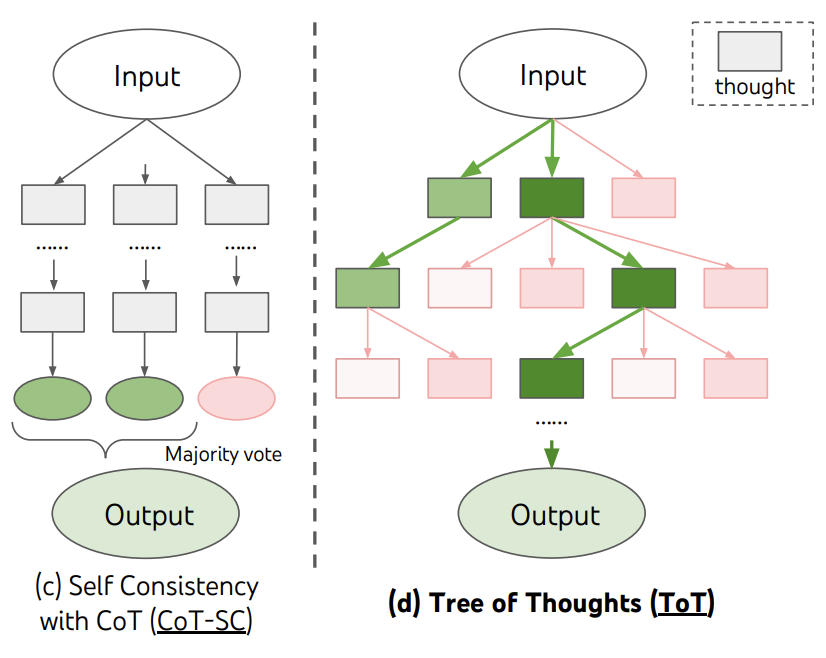 Input
......
......
......
Majority vote
Output
(c) Self Consistency
with CoT (CoT-SC)
Input
thought
......
Output
(d) Tree of Thoughts (ToT)